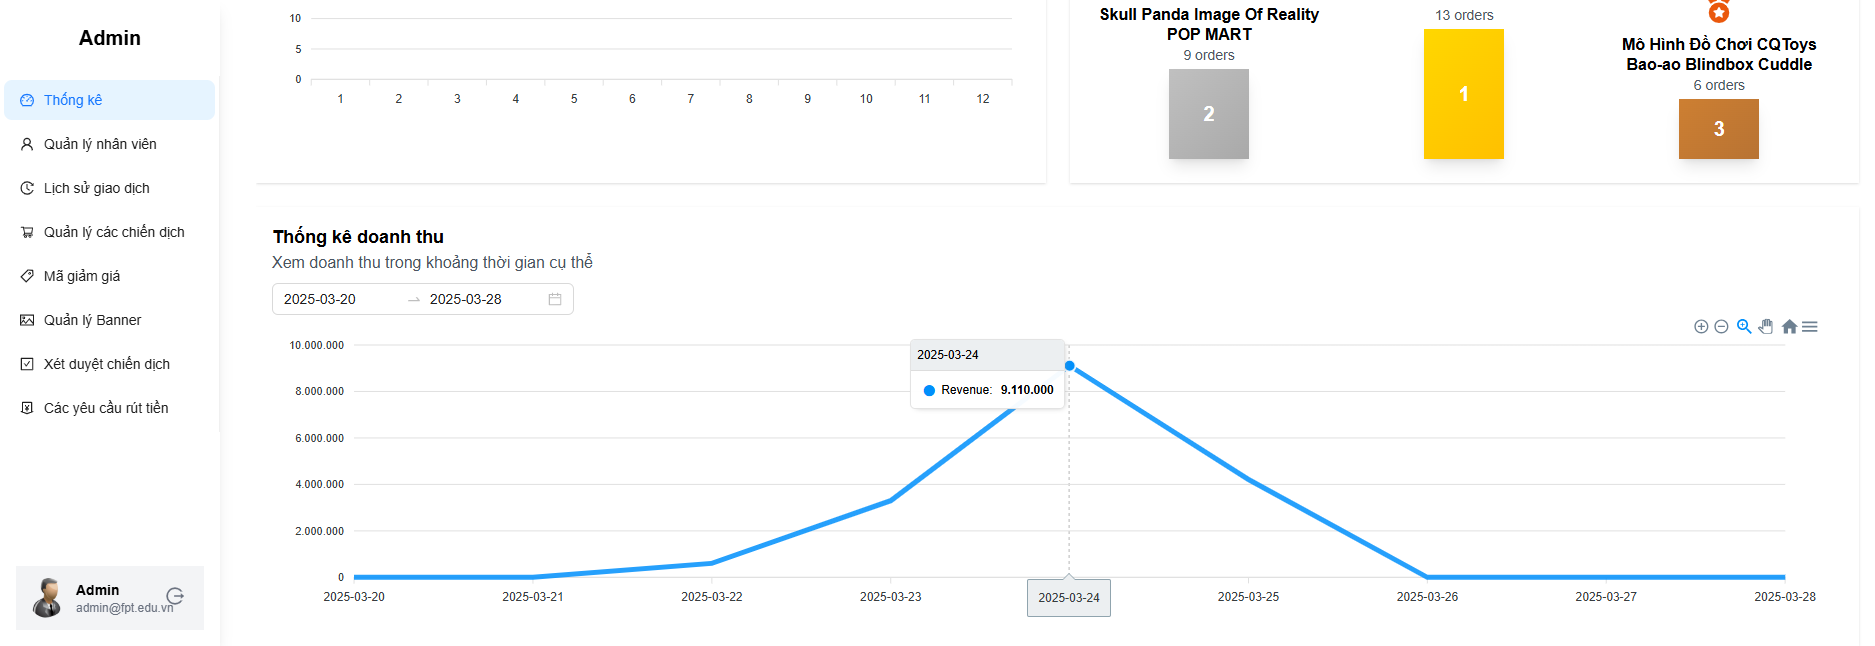 Admin
Thống kê
Quản lý nhân viên
Lịch sử giao dịch
Quản lý các chiến dịch
Mã giảm giá
Quản lý Banner
Xét duyệt chiến dịch
Các yêu cầu rút tiền
Admin
admin@fpt.edu.vn
10
5
0
1 2 3 4 5 6 7 8 9 10 11 12
Skull Panda Image Of Reality
POP MART
9 orders
2
13 orders
1
Mô Hình Đồ Chơi CQToys
Bao-ao Blindbox Cuddle
6 orders
3
Thống kê doanh thu
Xem doanh thu trong khoảng thời gian cụ thể
2025-03-20 → 2025-03-28
10.000.000
8.000.000
6.000.000
4.000.000
2.000.000
0
2025-03-24
Revenue: 9.110.000
2025-03-20 2025-03-21 2025-03-22 2025-03-23 2025-03-24 2025-03-25 2025-03-26 2025-03-27 2025-03-28